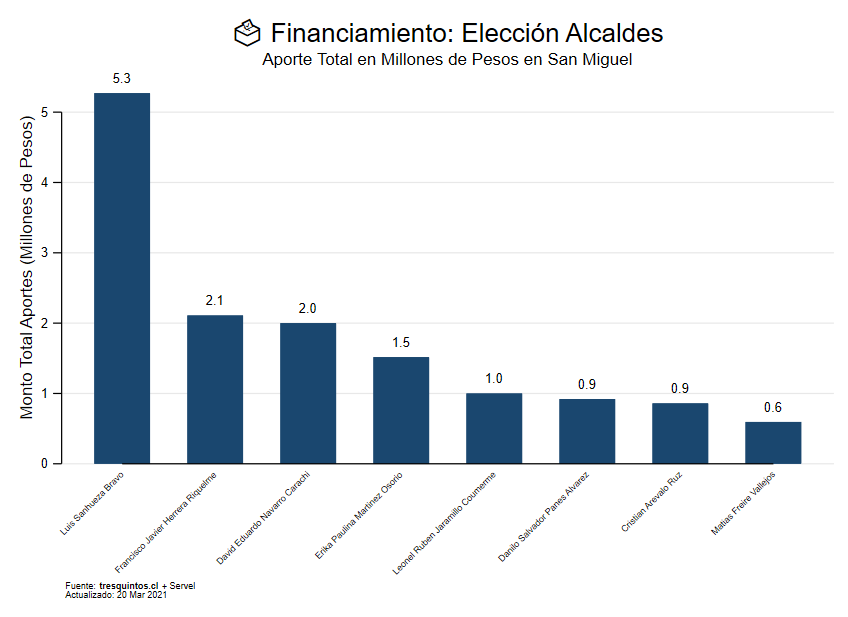 Financiamiento: Elección Alcaldes
Aporte Total en Millones de Pesos en San Miguel
Monto Total Aportes (Millones de Pesos)
5
4
3
2
1
0
5.3
2.1
2.0
1.5
1.0
0.9
0.9
0.6
Luis Sanhueza Bravo
Francisco Javier Herrera Riquelme
David Eduardo Navarro Carachi
Erika Paulina Martinez Osorio
Leonel Ruben Jaramillo Coumerme
Danilo Salvador Panes Alvarez
Cristian Arevalo Ruz
Matias Freire Vallejos
Fuente: tresquintos.cl + Servel
Actualizado: 20 Mar 2021